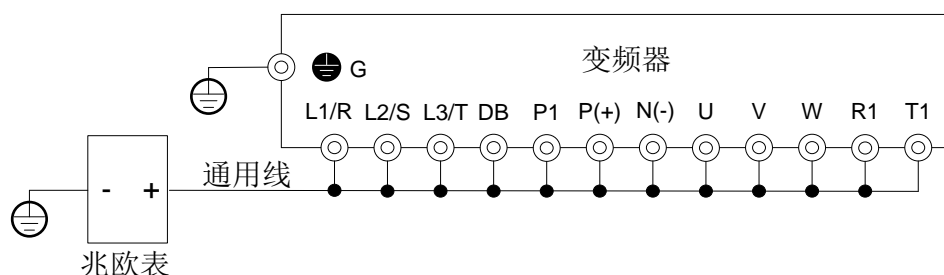 变频器
G
L1/R L2/S L3/T DB P1 P(+) N(-) U V W R1 T1
通用线
- +
兆欧表